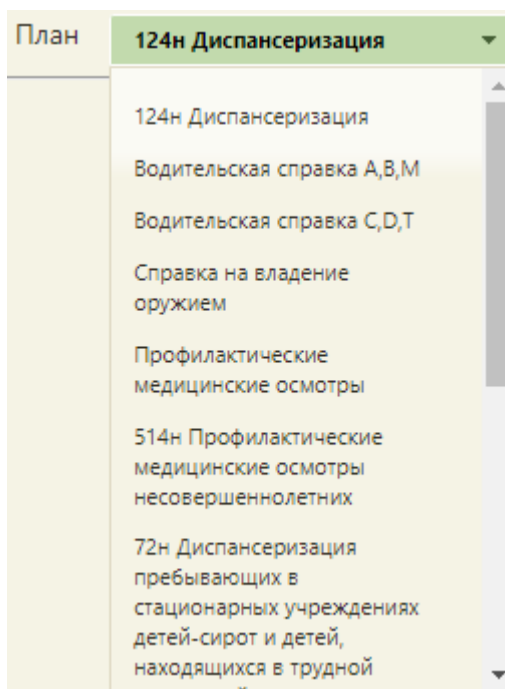 План
124н Диспансеризация
124н Диспансеризация
Водительская справка A,B,M
Водительская справка C,D,T
Справка на владение
оружием
Профилактические
медицинские осмотры
514н Профилактические
медицинские осмотры
несовершеннолетних
72н Диспансеризация
пребывающих в
стационарных учреждениях
детей-сирот и детей,
находящихся в трудной